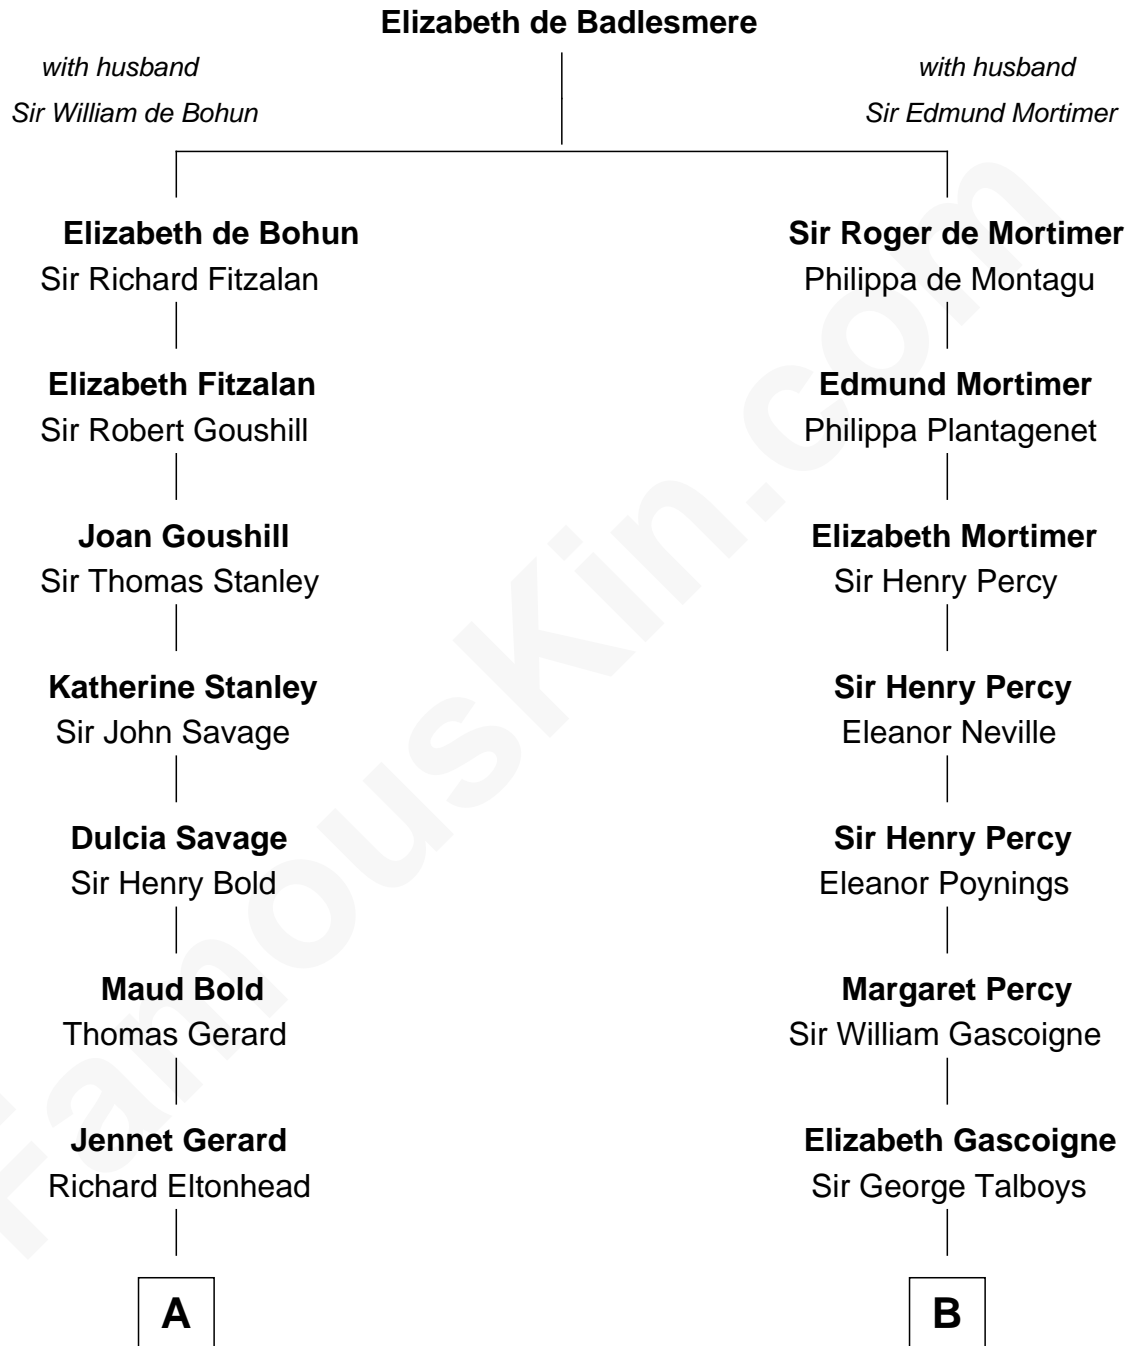 Elizabeth de Badlesmere
with husband
Sir William de Bohun
with husband
Sir Edmund Mortimer
Elizabeth de Bohun
Sir Richard Fitzalan
Sir Roger de Mortimer
Philippa de Montagu
Elizabeth Fitzalan
Sir Robert Goushill
Edmund Mortimer
Philippa Plantagenet
Joan Goushill
Sir Thomas Stanley
Elizabeth Mortimer
Sir Henry Percy
Katherine Stanley
Sir John Savage
Sir Henry Percy
Eleanor Neville
Dulcia Savage
Sir Henry Bold
Sir Henry Percy
Eleanor Poynings
Maud Bold
Thomas Gerard
Margaret Percy
Sir William Gascoigne
Jennet Gerard
Richard Eltonhead
Elizabeth Gascoigne
Sir George Talboys
A
B
FamousKin.com